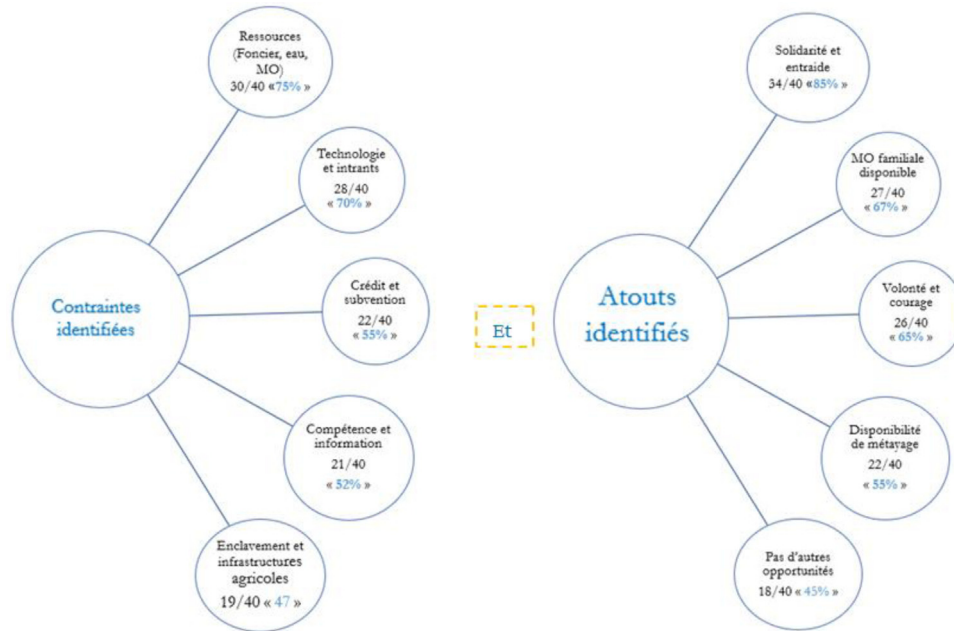 Contraintes
identifiées
Ressources
(Foncier, eau,
MO)
30/40 «75% »
Technologie
et intrants
28/40
« 70% »
Crédit et
subvention
22/40
« 55% »
Compétence et
information
21/40
« 52% »
Enclavement et
infrastructures
agricoles
19/40 « 47 »
Et
Atouts
identifiés
Solidarité et
entraide
34/40 «85% »
MO familiale
disponible
27/40
« 67% »
Volonté et
courage
26/40
« 65% »
Disponibilité
de métayage
22/40
« 55% »
Pas d'autres
opportunités
18/40 « 45% »